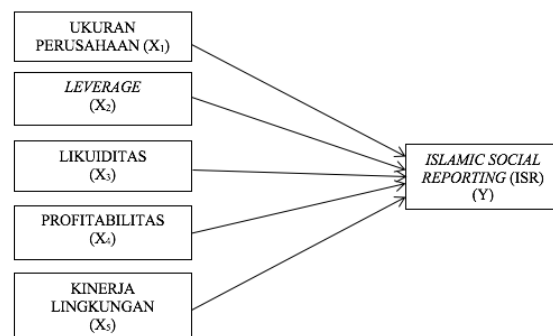 UKURAN
PERUSAHAAN (X₁)
LEVERAGE
(X₂)
LIKUIDITAS
(X₃)
PROFITABILITAS
(X₄)
KINERJA
LINGKUNGAN
(X₅)
ISLAMIC SOCIAL
REPORTING (ISR)
(Y)